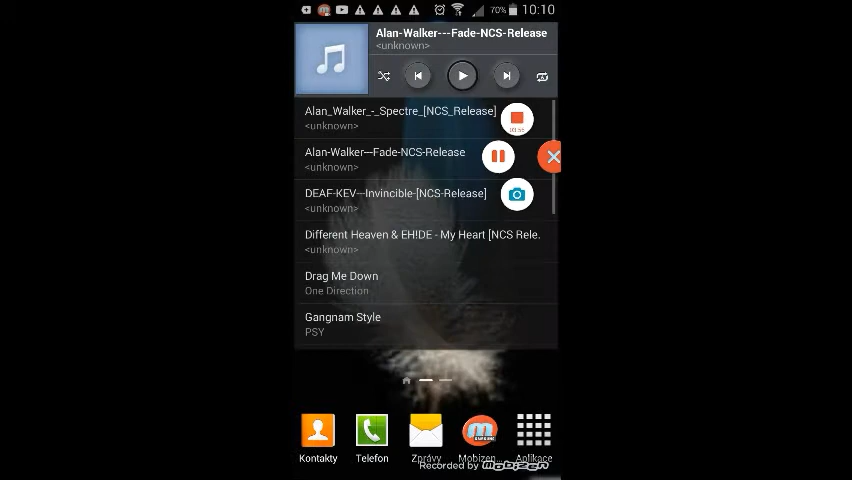 70% 10:10
Alan-Walker---Fade-NCS-Release
<unknown>
Alan_Walker_-_Spectre_[NCS_Release]
<unknown>
03:55
Alan-Walker---Fade-NCS-Release
<unknown>
DEAF-KEV---Invincible-[NCS-Release]
<unknown>
Different Heaven & EH!DE - My Heart [NCS Rele.
<unknown>
Drag Me Down
One Direction
Gangnam Style
PSY
Kontakty Telefon Zprávy Mobizen... Aplikace
Recorded by mobizen